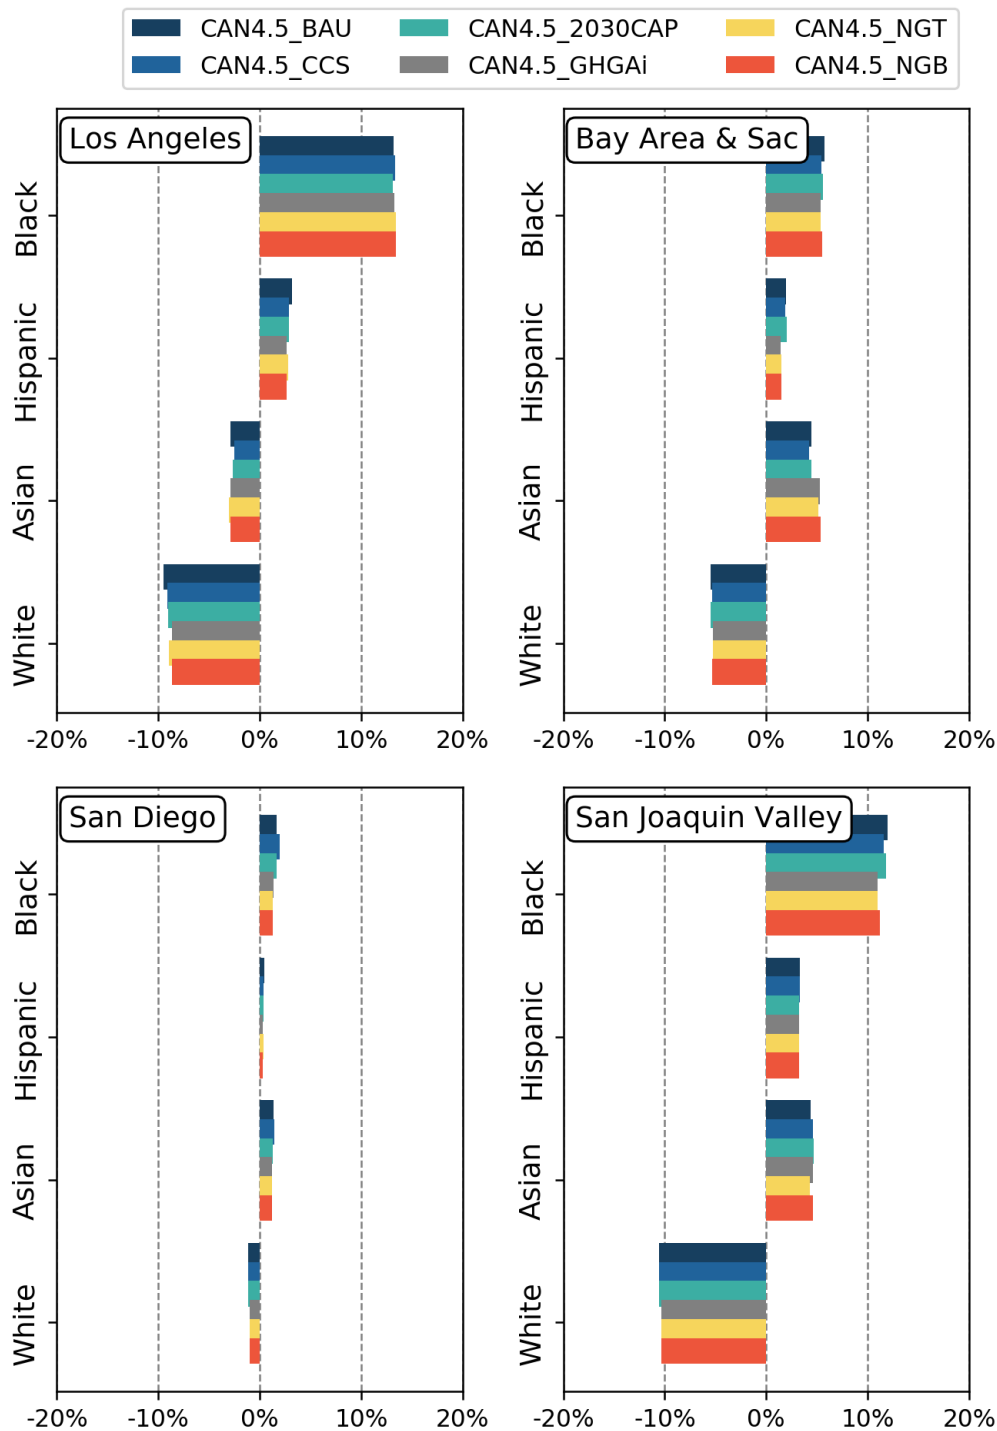 CAN4.5_BAU CAN4.5_2030CAP CAN4.5_NGT
CAN4.5_CCS CAN4.5_GHGAi CAN4.5_NGB
Los Angeles
Black
Hispanic
Asian
White
-20% -10% 0% 10% 20%
Bay Area & Sac
Black
Hispanic
Asian
White
-20% -10% 0% 10% 20%
San Diego
Black
Hispanic
Asian
White
-20% -10% 0% 10% 20%
San Joaquin Valley
Black
Hispanic
Asian
White
-20% -10% 0% 10% 20%